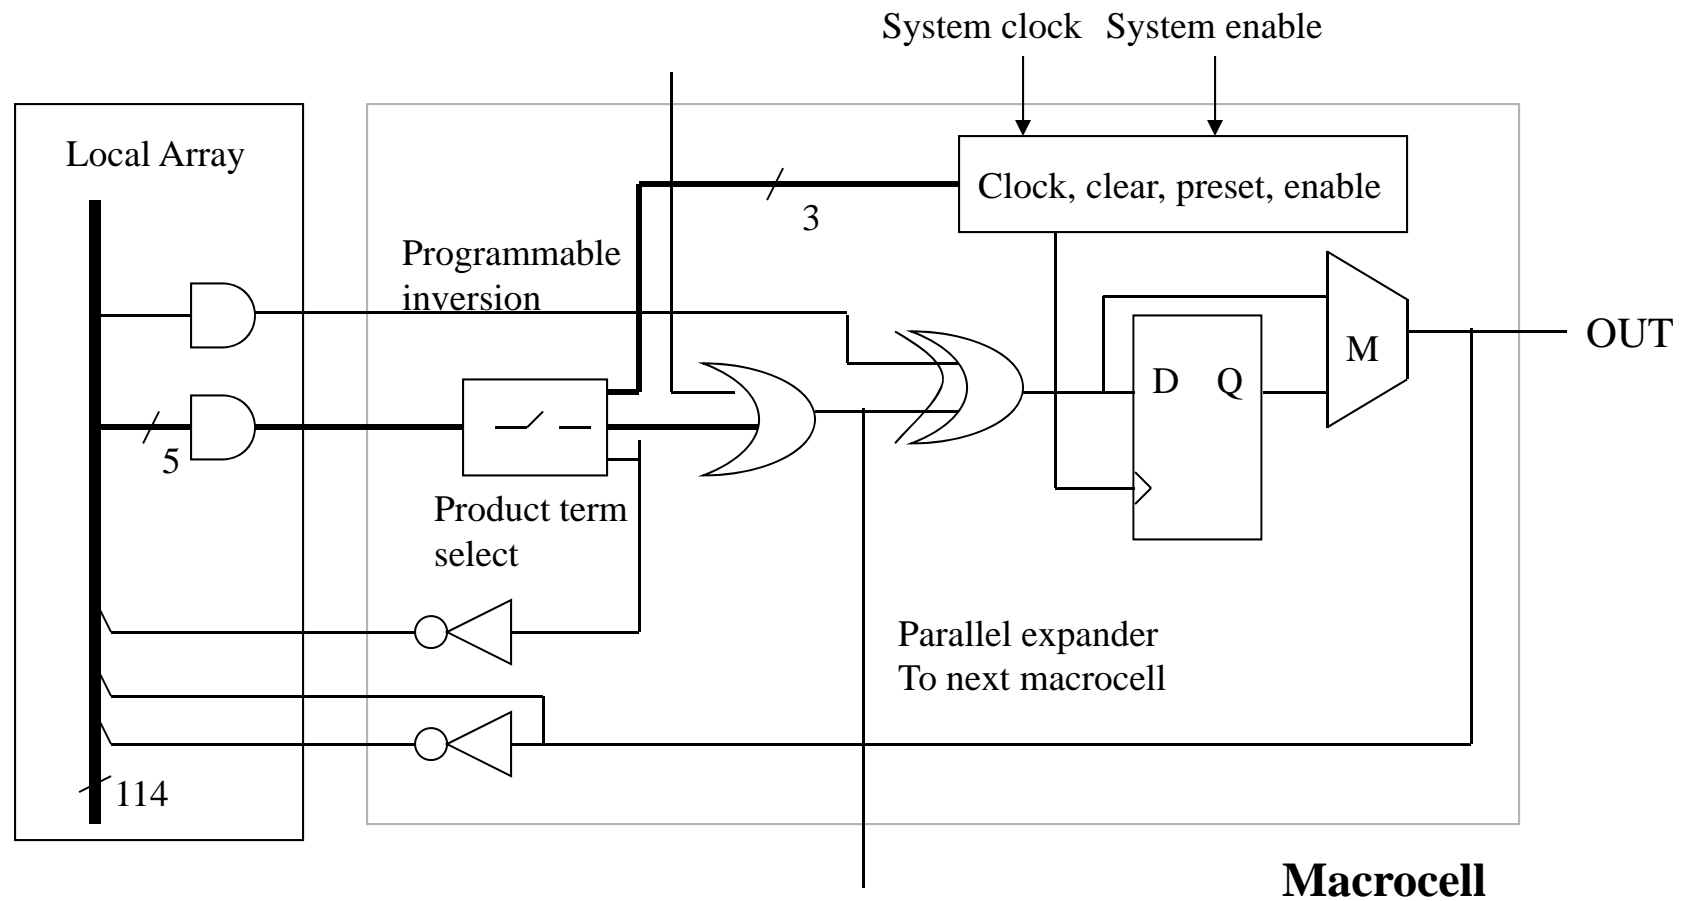 System clock System enable
Local Array
Clock, clear, preset, enable
3
Programmable
inversion
OUT
M
D Q
5
Product term
select
Parallel expander
To next macrocell
114
Macrocell